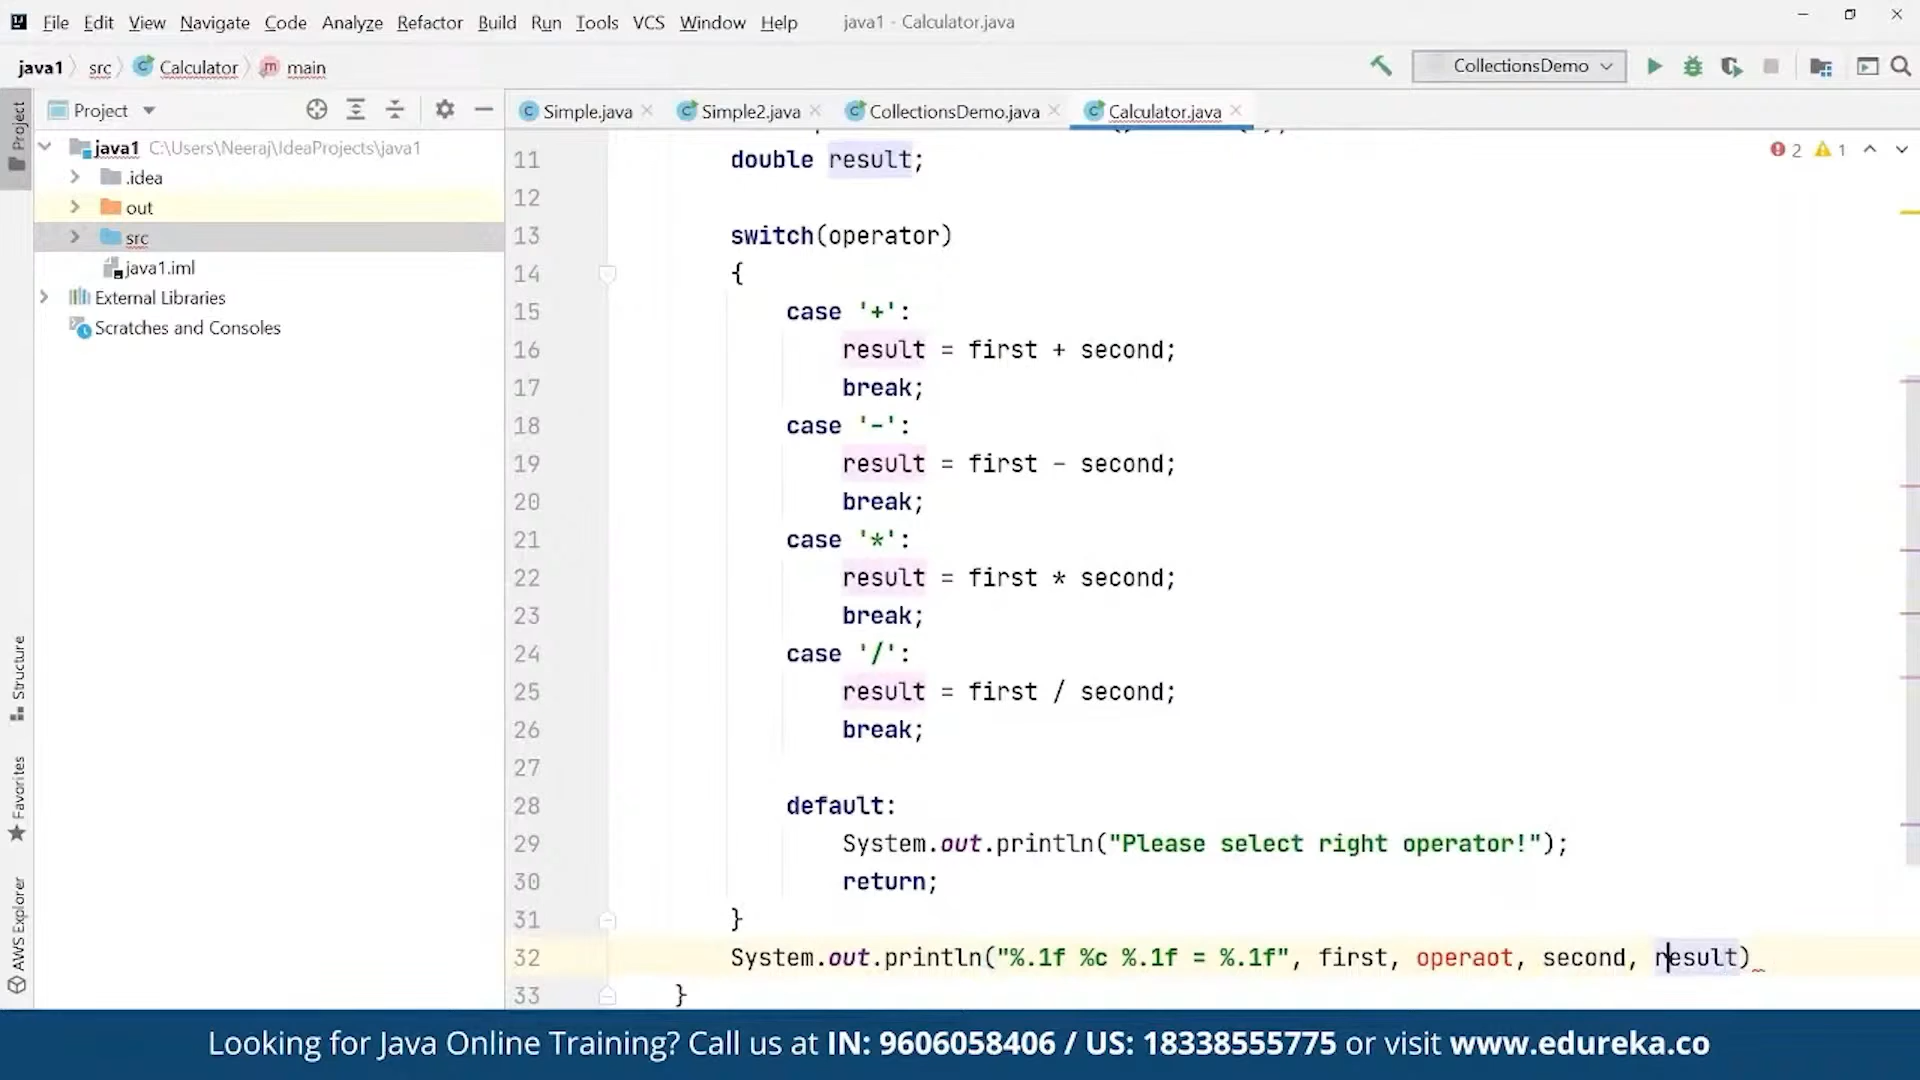 File Edit View Navigate Code Analyze Refactor Build Run Tools VCS Window Help java1 - Calculator.java
java1 src Calculator main CollectionsDemo
Project Simple.java Simple2.java CollectionsDemo.java Calculator.java
Project
java1 C:\Users\Neeraj\IdeaProjects\java1
.idea
out
src
java1.iml
External Libraries
Scratches and Consoles
Structure
Favorites
AWS Explorer
2 1
11 double result;
12
13 switch(operator)
14 {
15 case '+':
16 result = first + second;
17 break;
18 case '-':
19 result = first - second;
20 break;
21 case '*':
22 result = first * second;
23 break;
24 case '/':
25 result = first / second;
26 break;
27
28 default:
29 System.out.println("Please select right operator!");
30 return;
31 }
32 System.out.println("%.1f %c %.1f = %.1f", first, operaot, second, result)
33 }
Looking for Java Online Training? Call us at IN: 9606058406 / US: 18338555775 or visit www.edureka.co